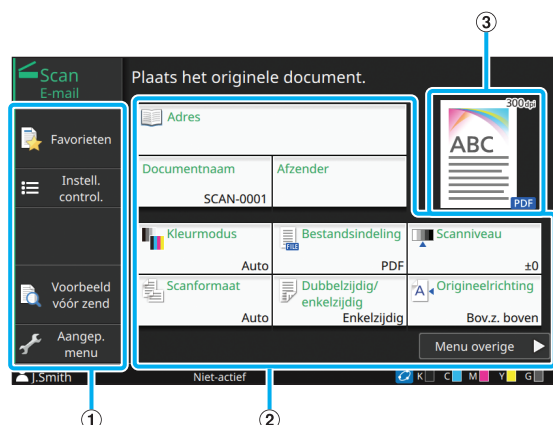 3
Scan
E-mail
Plaats het originele document.
Favorieten
Instell.
control.
Voorbeeld
vóór zend
Aangep.
menu
Adres
Documentnaam
SCAN-0001
Afzender
300dpi
ABC
PDF
Kleurmodus
Auto
FILE
Bestandsindeling
PDF
Scanniveau
±0
Scanformaat
Auto
Dubbelzijdig/
enkelzijdig
Enkelzijdig
A
Origineelrichting
Bov.z. boven
Menu overige
J.Smith
Niet-actief
K C M Y G
1
2